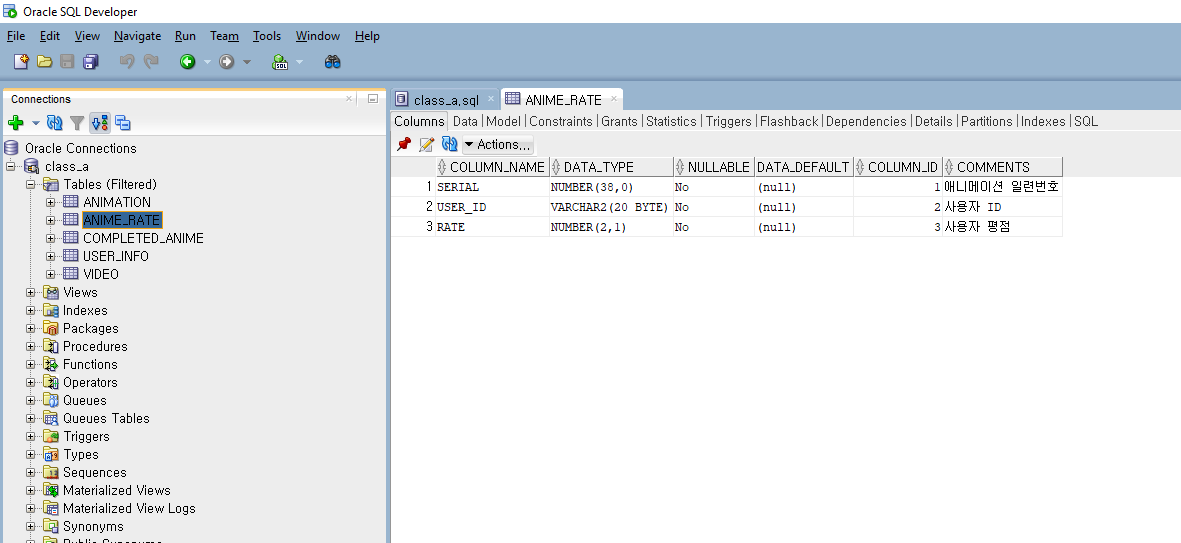 Oracle SQL Developer
File Edit View Navigate Run Team Tools Window Help
Connections
Oracle Connections
class_a
Tables (Filtered)
ANIMATION
ANIME_RATE
COMPLETED_ANIME
USER_INFO
VIDEO
Views
Indexes
Packages
Procedures
Functions
Operators
Queues
Queues Tables
Triggers
Types
Sequences
Materialized Views
Materialized View Logs
Synonyms
Public Synonyms
class_a.sql ANIME_RATE
Columns Data Model Constraints Grants Statistics Triggers Flashback Dependencies Details Partitions Indexes SQL
Actions...
COLUMN_NAME DATA_TYPE NULLABLE DATA_DEFAULT COLUMN_ID COMMENTS
1 SERIAL NUMBER(38,0) No (null) 1 애니메이션 일련번호
2 USER_ID VARCHAR2(20 BYTE) No (null) 2 사용자 ID
3 RATE NUMBER(2,1) No (null) 3 사용자 평점